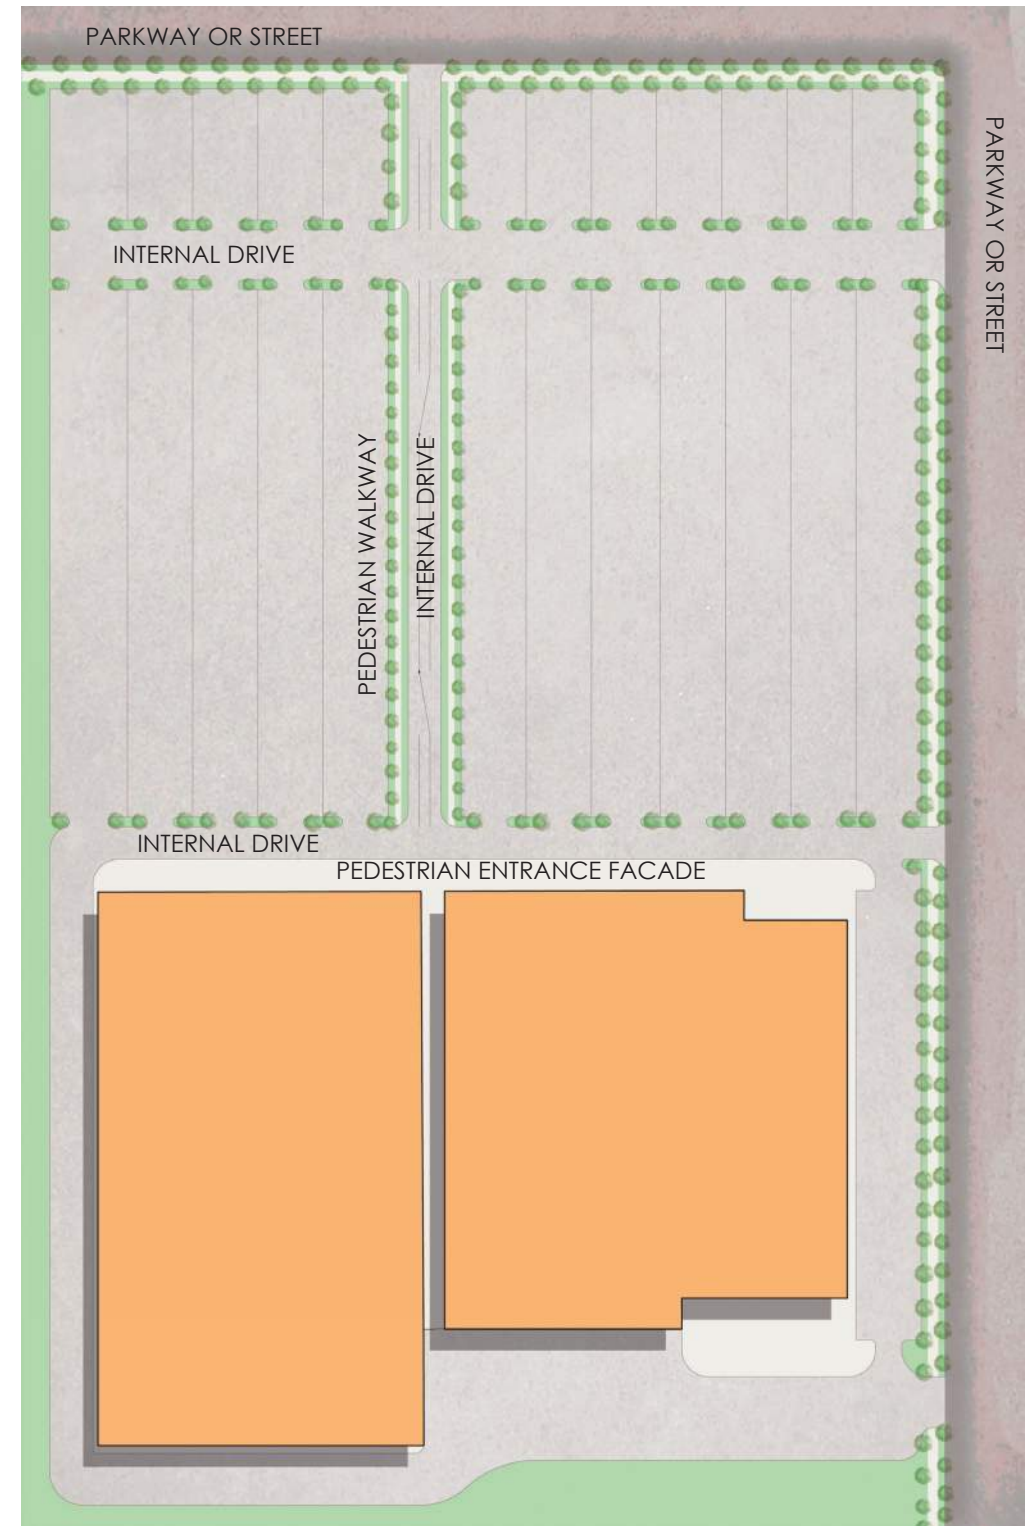 PARKWAY OR STREET
PARKWAY OR STREET
INTERNAL DRIVE
PEDESTRIAN WALKWAY
INTERNAL DRIVE
INTERNAL DRIVE
PEDESTRIAN ENTRANCE FACADE